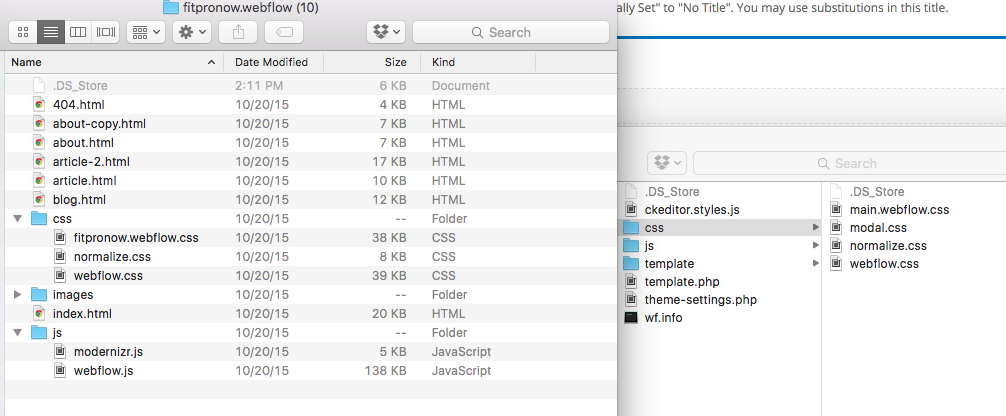 fitpronow.webflow (10)
Search
Name Date Modified Size Kind
.DS_Store 2:11 PM 6 KB Document
404.html 10/20/15 4 KB HTML
about-copy.html 10/20/15 7 KB HTML
about.html 10/20/15 7 KB HTML
article-2.html 10/20/15 17 KB HTML
article.html 10/20/15 10 KB HTML
blog.html 10/20/15 12 KB HTML
css 10/20/15 -- Folder
fitpronow.webflow.css 10/20/15 38 KB CSS
normalize.css 10/20/15 8 KB CSS
webflow.css 10/20/15 39 KB CSS
images 10/20/15 -- Folder
index.html 10/20/15 20 KB HTML
js 10/20/15 -- Folder
modernizr.js 10/20/15 5 KB JavaScript
webflow.js 10/20/15 138 KB JavaScript
ally Set" to "No Title". You may use substitutions in this title.
Search
.DS_Store
ckeditor.styles.js
css
js
template
template.php
theme-settings.php
wf.info
.DS_Store
main.webflow.css
modal.css
normalize.css
webflow.css